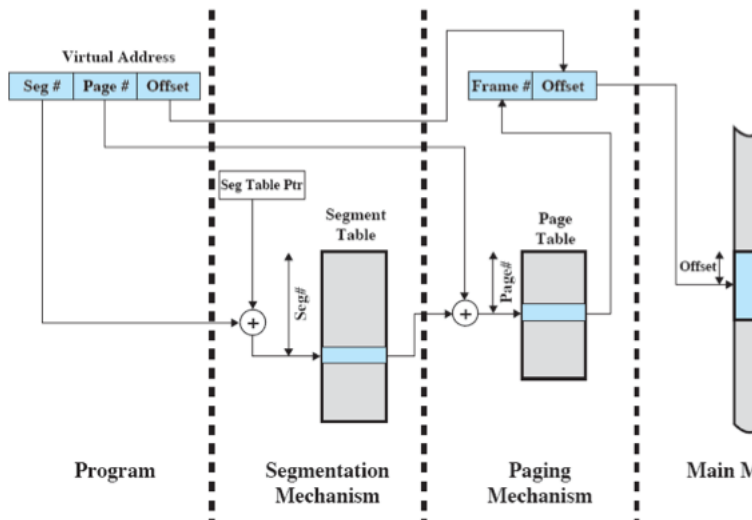 Virtual Address
Seg # Page # Offset
Frame # Offset
Seg Table Ptr
Segment
Table
Page
Table
Seg#
Page#
Offset
+
+
Program
Segmentation
Mechanism
Paging
Mechanism
Main M